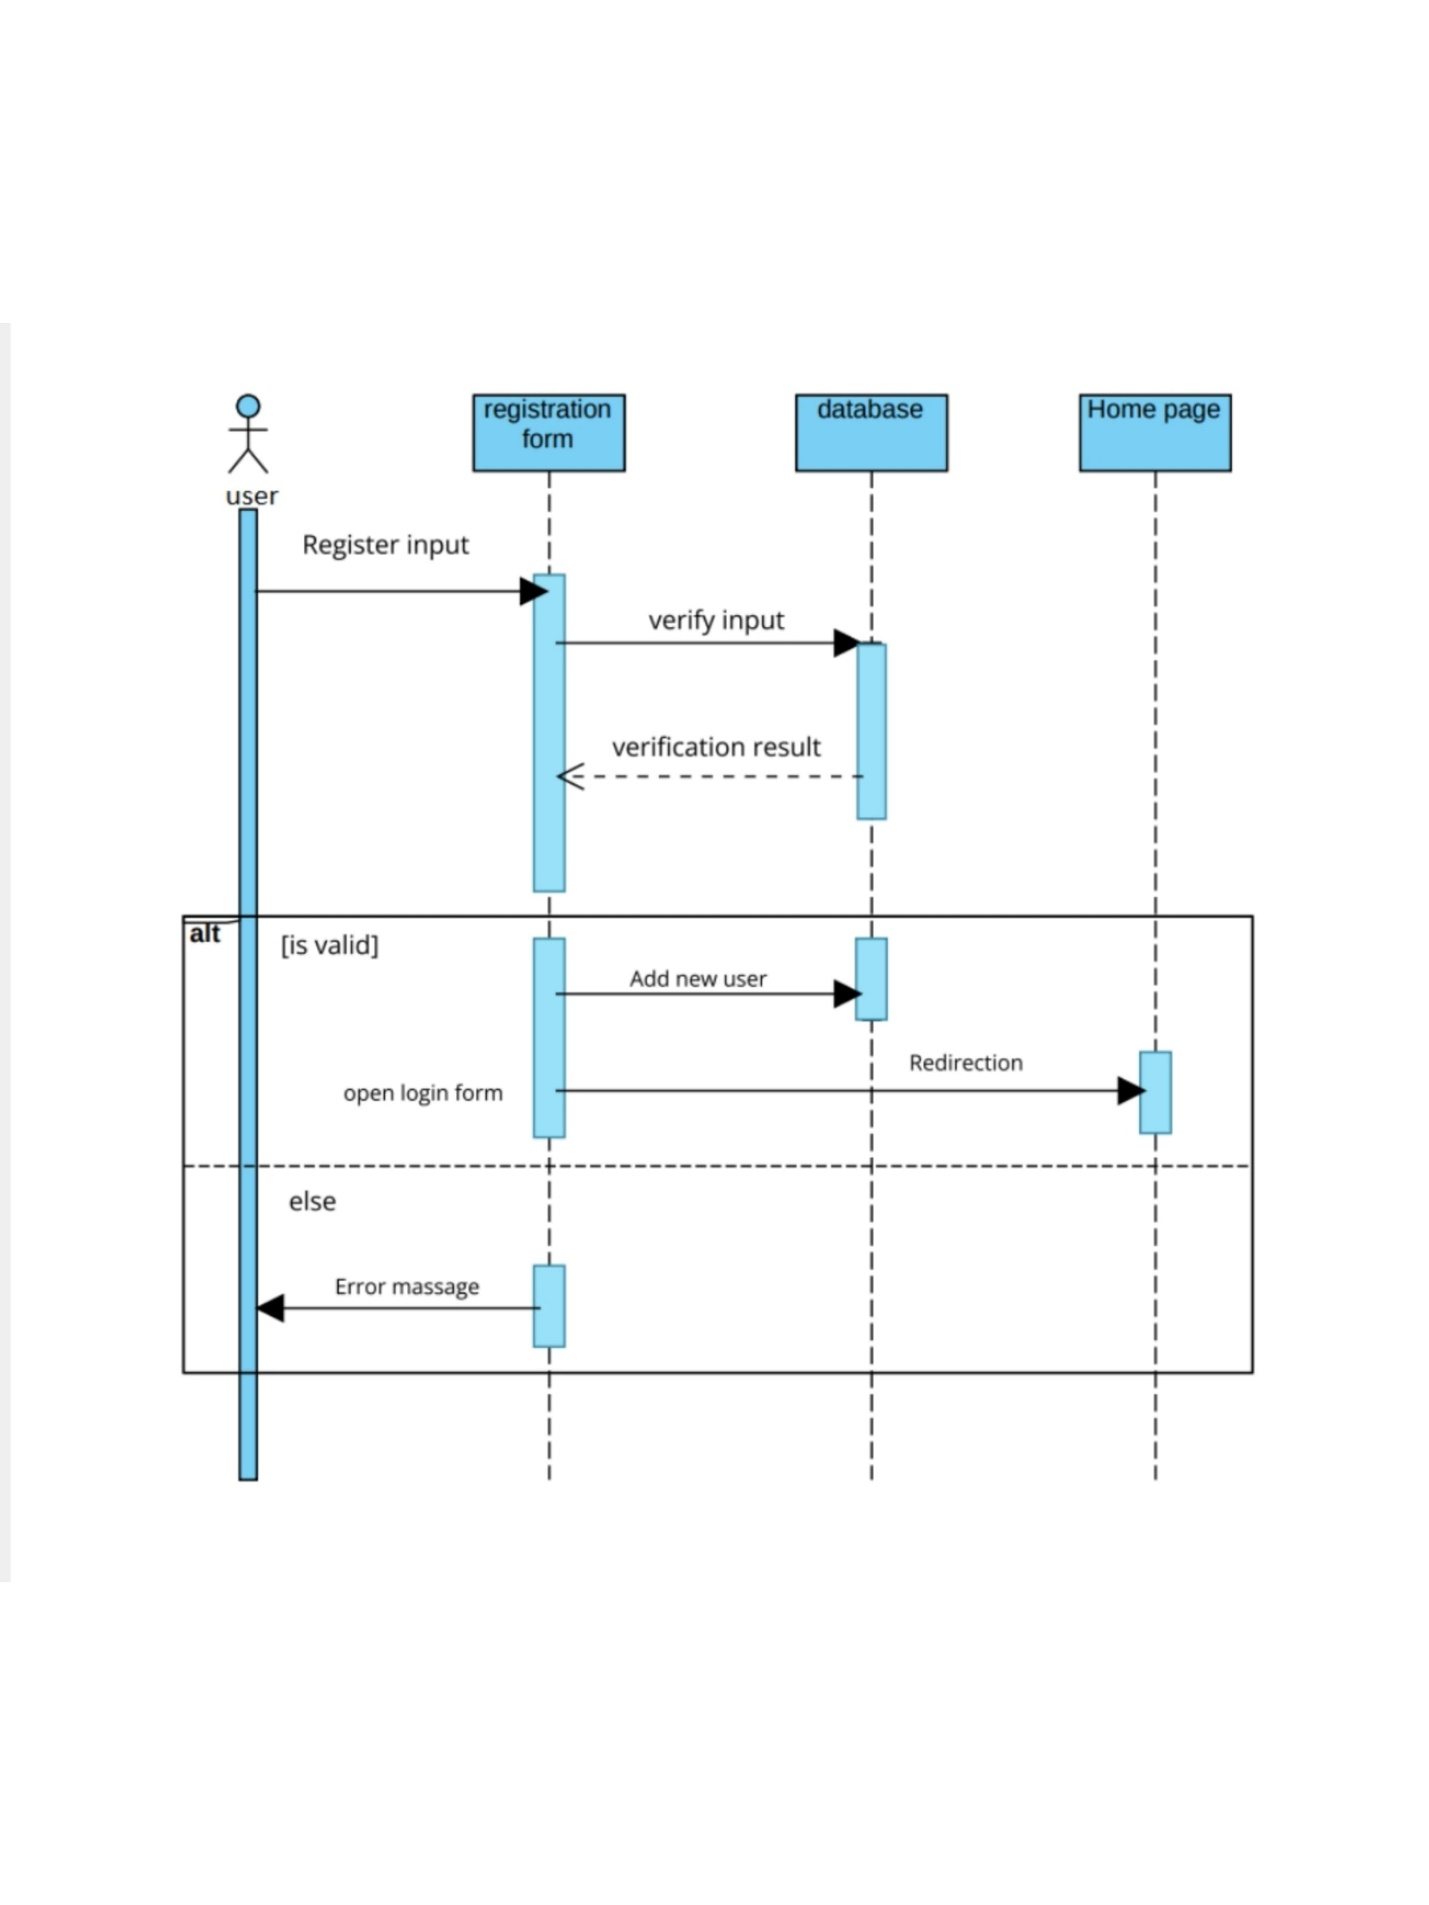 registration
form
database
Home page
user
Register input
verify input
verification result
alt
[is valid]
Add new user
Redirection
open login form
else
Error massage